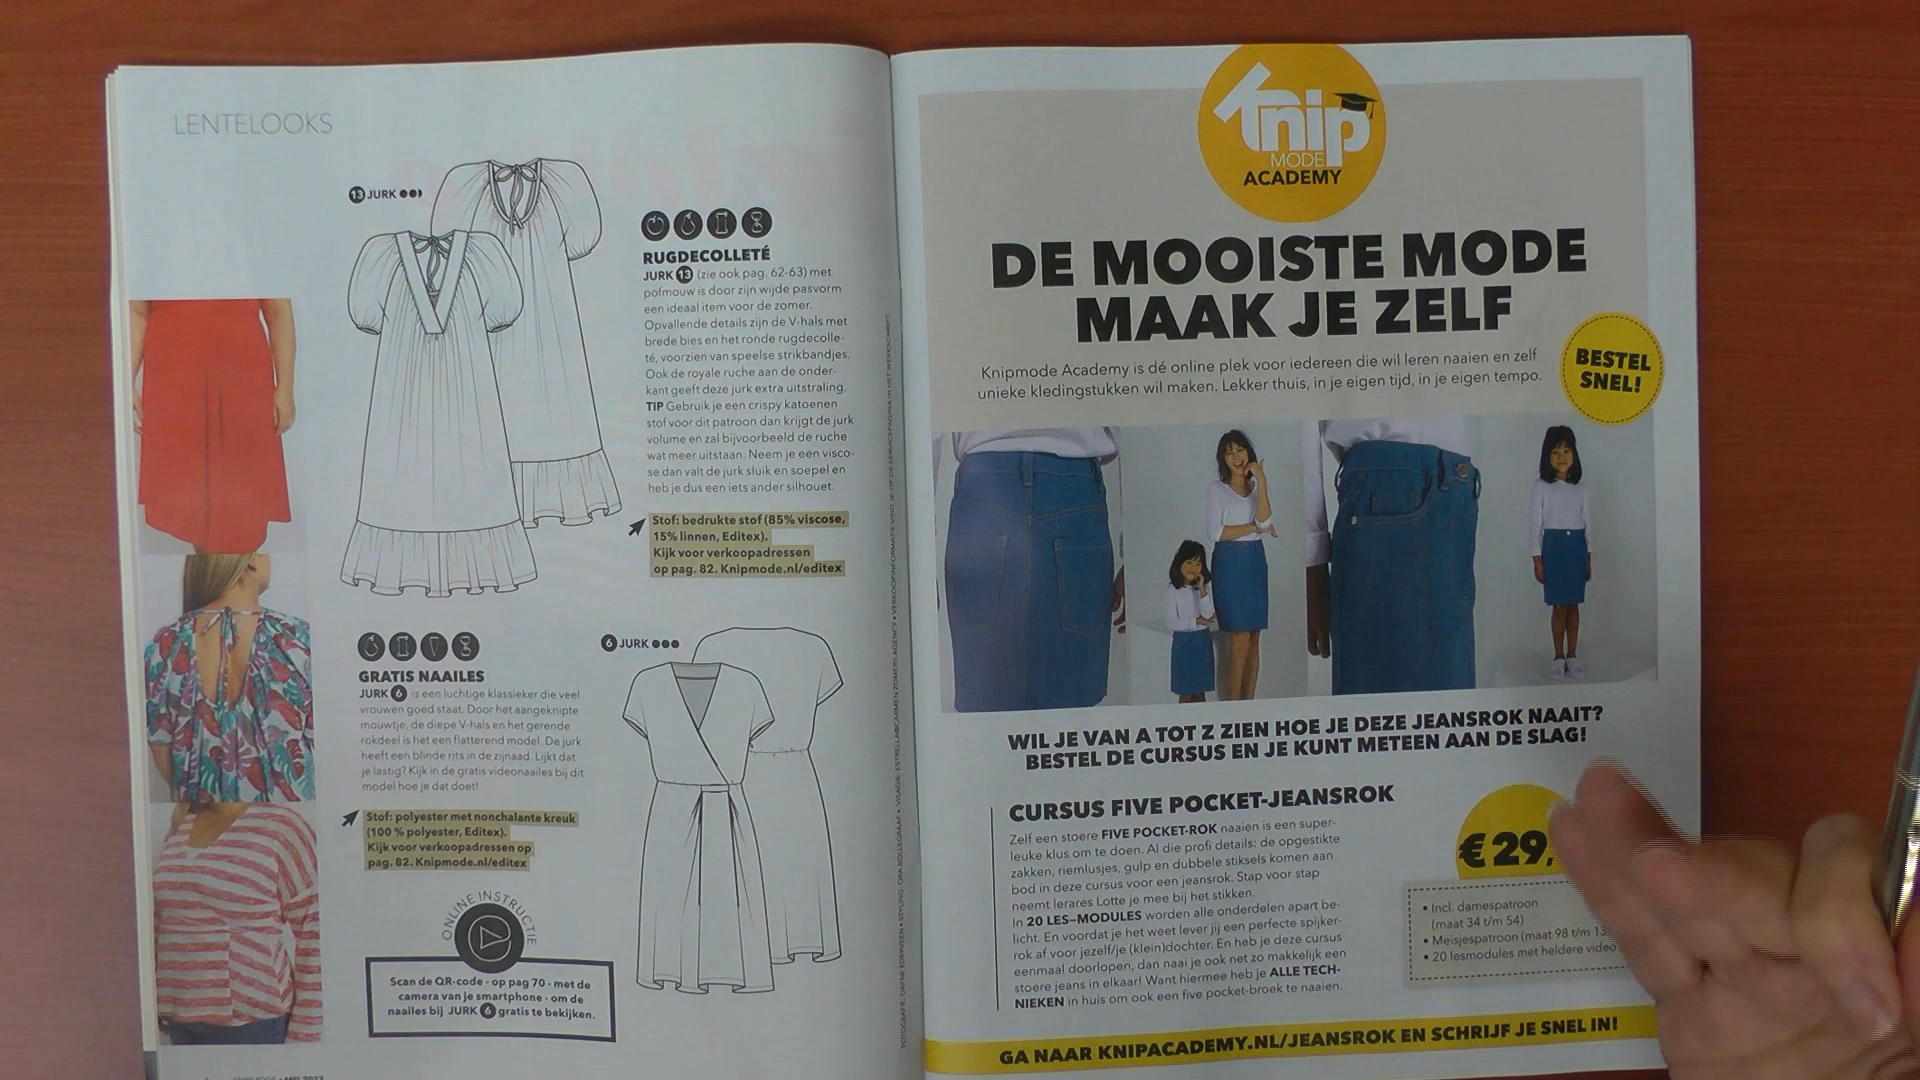 LENTELOOKS
13 JURK
RUGDECOLLETÉ
JURK 13 (zie ook pag. 62-63) met
pofmouw is door zijn wijde pasvorm
een ideaal item voor de zomer.
Opvallende details zijn de V-hals met
brede bies en het ronde rugdecolle-
té, voorzien van speelse strikbandjes.
Ook de royale ruche aan de onder-
kant geeft deze jurk extra uitstraling.
TIP Gebruik je een crispy katoenen
stof voor dit patroon dan krijgt de jurk
volume en zal bijvoorbeeld de ruche
wat meer uitstaan. Neem je een visco-
se dan valt de jurk sluik en soepel en
heb je dus een iets ander silhouet.
Stof: bedrukte stof (85% viscose,
15% linnen, Editex).
Kijk voor verkoopadressen
op pag. 82. Knipmode.nl/editex
GRATIS NAAILES
JURK 6 is een luchtige klassieker die veel
vrouwen goed staat. Door het aangeknipte
mouwtje, de diepe V-hals en het gerende
rokdeel is het een flatterend model. De jurk
heeft een blinde rits in de zijnaad. Lijkt dat
je lastig? Kijk in de gratis videonaailes bij dit
model hoe je dat doet!
Stof: polyester met nonchalante kreuk
(100 % polyester, Editex).
Kijk voor verkoopadressen op
pag. 82. Knipmode.nl/editex
6 JURK
ONLINE INSTRUCTIE
Scan de QR-code - op pag 70 - met de
camera van je smartphone - om de
naailes bij JURK 6 gratis te bekijken.
MEI 2023
Knip
MODE
ACADEMY
DE MOOISTE MODE
MAAK JE ZELF
Knipmode Academy is dé online plek voor iedereen die wil leren naaien en zelf
unieke kledingstukken wil maken. Lekker thuis, in je eigen tijd, in je eigen tempo.
BESTEL
SNEL!
WIL JE VAN A TOT Z ZIEN HOE JE DEZE JEANSROK NAAIT?
BESTEL DE CURSUS EN JE KUNT METEEN AAN DE SLAG!
CURSUS FIVE POCKET-JEANSROK
Zelf een stoere FIVE POCKET-ROK naaien is een super-
leuke klus om te doen. Al die profi details: de opgestikte
zakken, riemlusjes, gulp en dubbele stiksels komen aan
bod in deze cursus voor een jeansrok. Stap voor stap
neemt lerares Lotte je mee bij het stikken.
In 20 LES-MODULES worden alle onderdelen apart be-
licht. En voordat je het weet lever jij een perfecte spijker-
rok af voor jezelf/je (klein)dochter. En heb je deze cursus
eenmaal doorlopen, dan naai je ook net zo makkelijk een
stoere jeans in elkaar! Want hiermee heb je ALLE TECH-
NIEKEN in huis om ook een five pocket-broek te naaien.
€ 29,
• Incl. damespatroon
(maat 34 t/m 54)
• Meisjespatroon (maat 98 t/m
• 20 lesmodules met heldere video
GA NAAR KNIPACADEMY.NL/JEANSROK EN SCHRIJF JE SNEL IN!